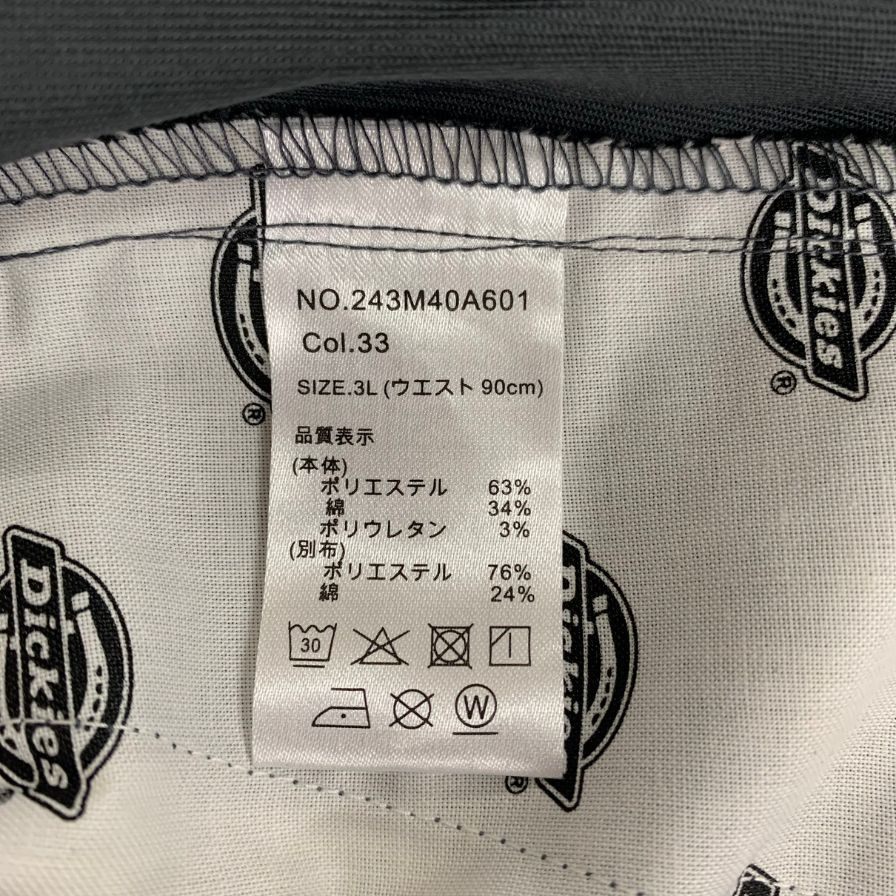 NO.243M40A601
Col.33
SIZE.3L (ウエスト 90cm)
品質表示
(本体)
ポリエステル 63%
綿 34%
ポリウレタン 3%
(別布)
ポリエステル 76%
綿 24%
30
W
Dickies
®
®
Dickies
Dickies
®